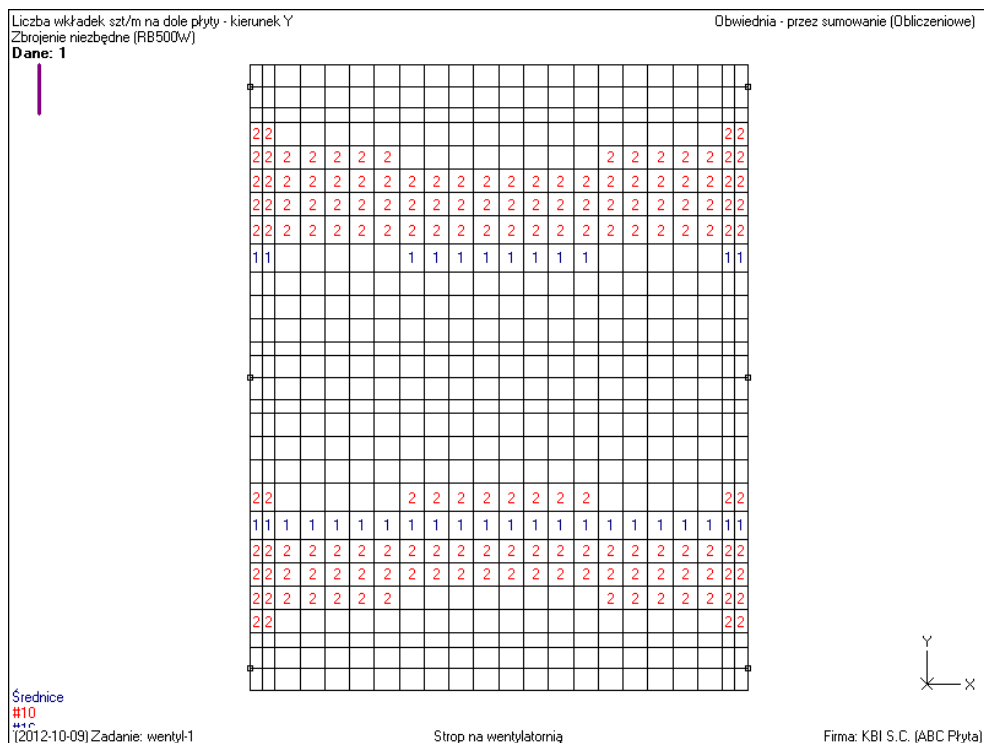 Liczba wkładek szt/m na dole płyty - kierunek Y Obwiednia - przez sumowanie (Obliczeniowe)
Zbrojenie niezbędne (RB500W)
Dane: 1
2 2 2 2
2 2 2 2 2 2 2 2 2 2 2 2 2 2
2 2 2 2 2 2 2 2 2 2 2 2 2 2 2 2 2 2 2 2 2 2
2 2 2 2 2 2 2 2 2 2 2 2 2 2 2 2 2 2 2 2 2 2
2 2 2 2 2 2 2 2 2 2 2 2 2 2 2 2 2 2 2 2 2 2
1 1 1 1 1 1 1 1 1 1 1 1
2 2 2 2 2 2 2 2 2 2 2 2
1 1 1 1 1 1 1 1 1 1 1 1 1 1 1 1 1 1 1 1 1 1
2 2 2 2 2 2 2 2 2 2 2 2 2 2 2 2 2 2 2 2 2 2
2 2 2 2 2 2 2 2 2 2 2 2 2 2 2 2 2 2 2 2 2 2
2 2 2 2 2 2 2 2 2 2 2 2 2 2
2 2 2 2
Y
X
Średnice
#10
(2012-10-09) Zadanie: wentyl-1 Strop na wentylatornią Firma: KBI S.C. (ABC Płyta)